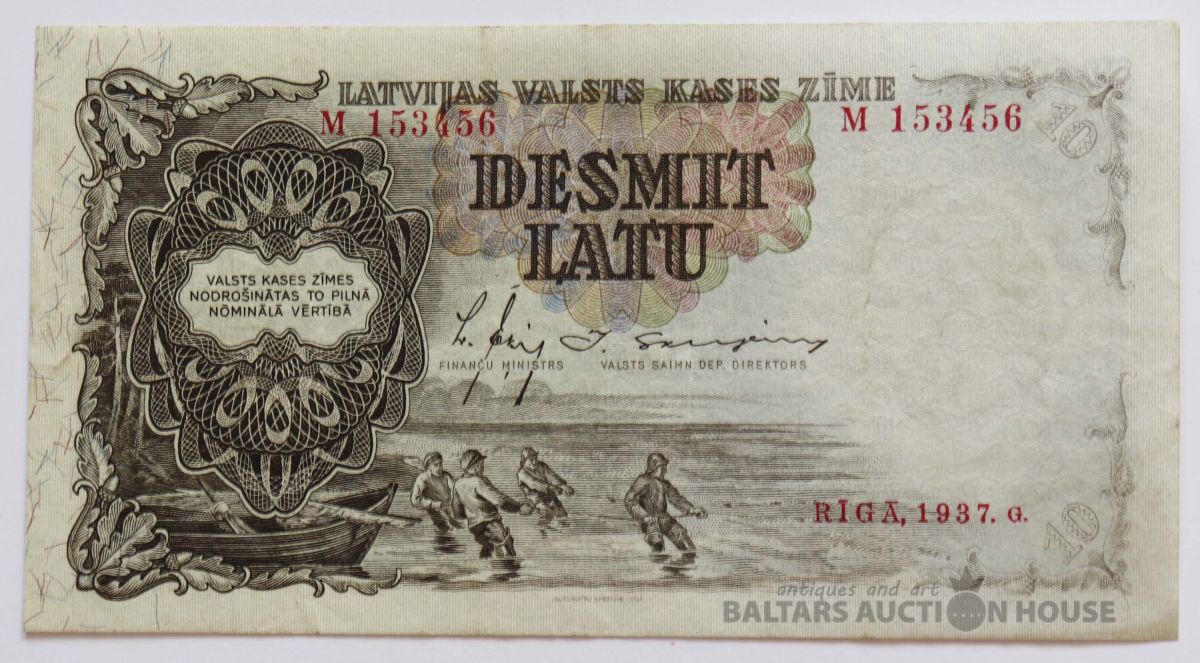 LATVIJAS VALSTS KASES ZĪME
M 153456
M 153456
10
DESMIT
LATU
VALSTS KASES ZĪMES
NODROŠINĀTAS TO PILNĀ
NŌMINĀLĀ VĒRTĪBĀ
FINANČU MINISTRS VALSTS SAIMN. DEP. DIREKTORS
RĪGĀ, 1937. G.
10
antiques and art
BALTARS AUCTION HOUSE